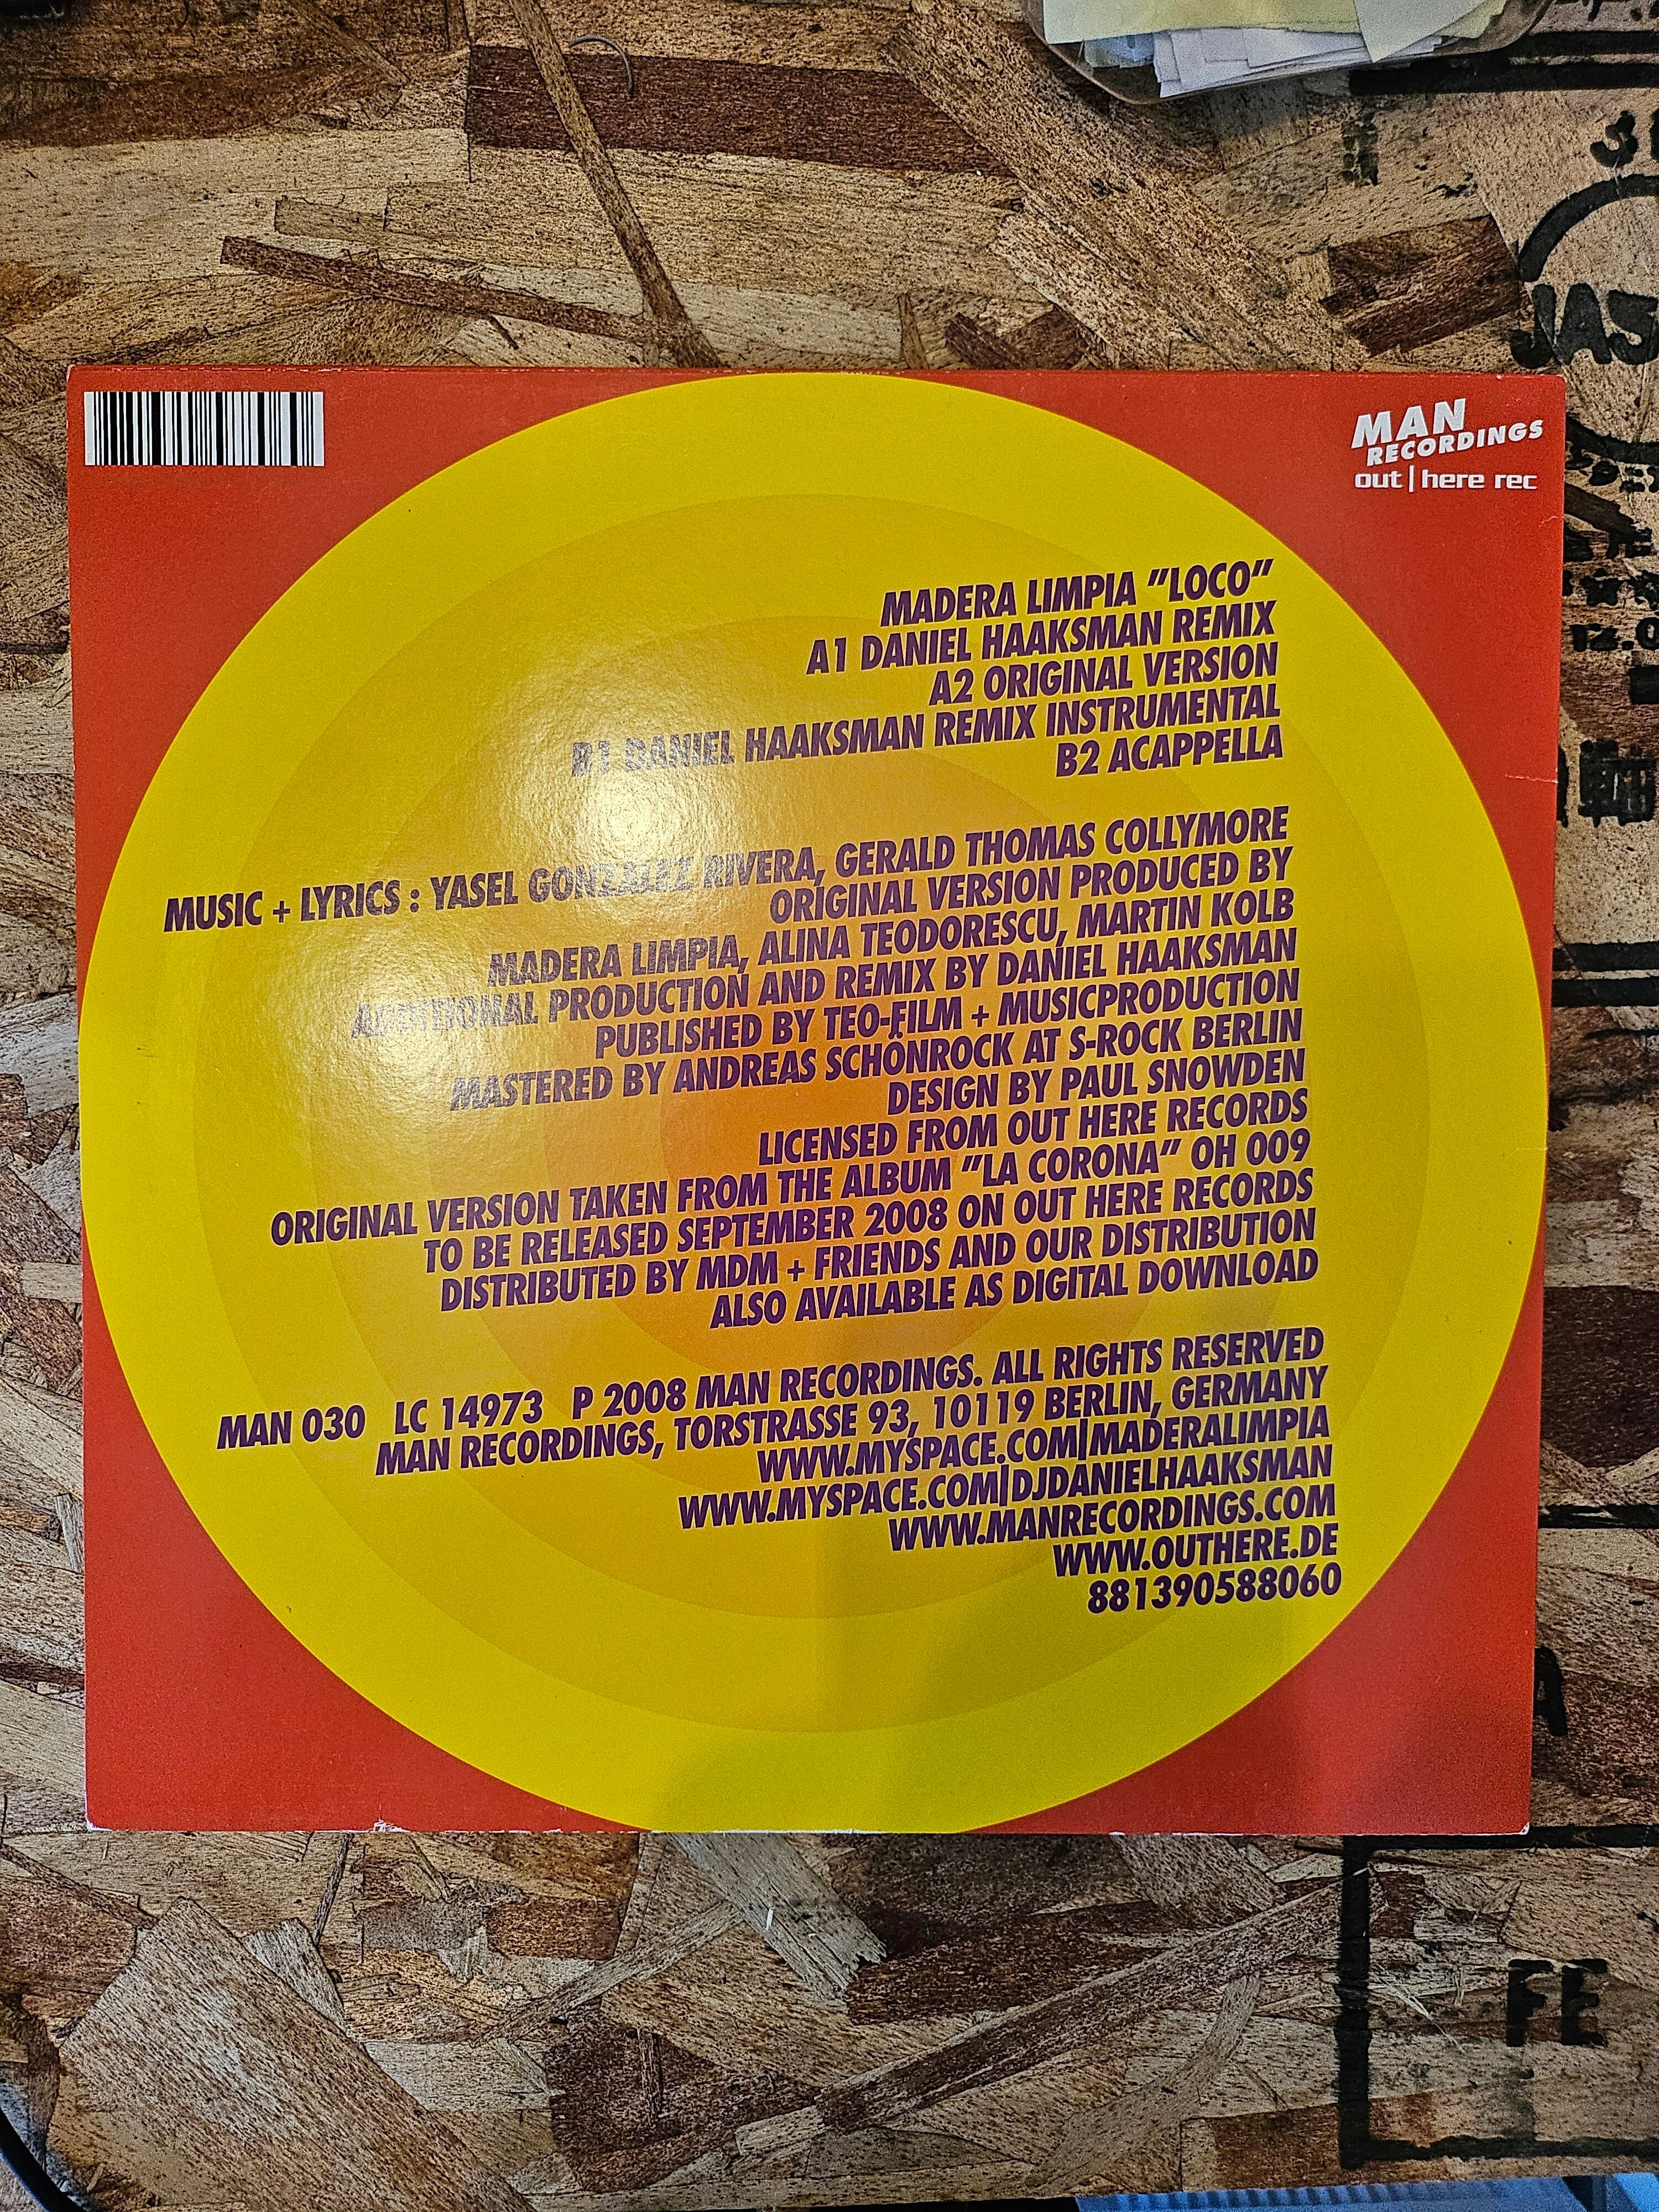 MAN
RECORDINGS
out|here rec
MADERA LIMPIA "LOCO"
A1 DANIEL HAAKSMAN REMIX
A2 ORIGINAL VERSION
B1 DANIEL HAAKSMAN REMIX INSTRUMENTAL
B2 ACAPPELLA
MUSIC + LYRICS : YASEL GONZALEZ RIVERA, GERALD THOMAS COLLYMORE
ORIGINAL VERSION PRODUCED BY
MADERA LIMPIA, ALINA TEODORESCU, MARTIN KOLB
ADDITIONAL PRODUCTION AND REMIX BY DANIEL HAAKSMAN
PUBLISHED BY TEO-FILM + MUSICPRODUCTION
MASTERED BY ANDREAS SCHÖNROCK AT S-ROCK BERLIN
DESIGN BY PAUL SNOWDEN
LICENSED FROM OUT HERE RECORDS
ORIGINAL VERSION TAKEN FROM THE ALBUM "LA CORONA" OH 009
TO BE RELEASED SEPTEMBER 2008 ON OUT HERE RECORDS
DISTRIBUTED BY MDM + FRIENDS AND OUR DISTRIBUTION
ALSO AVAILABLE AS DIGITAL DOWNLOAD
MAN 030 LC 14973 P 2008 MAN RECORDINGS. ALL RIGHTS RESERVED
MAN RECORDINGS, TORSTRASSE 93, 10119 BERLIN, GERMANY
WWW.MYSPACE.COM|MADERALIMPIA
WWW.MYSPACE.COM|DJDANIELHAAKSMAN
WWW.MANRECORDINGS.COM
WWW.OUTHERE.DE
881390588060
FE